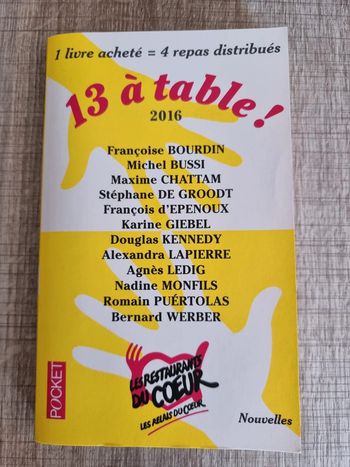 1 livre acheté = 4 repas distribués
13 à table !
2016
Françoise BOURDIN
Michel BUSSI
Maxime CHATTAM
Stéphane DE GROODT
François d'EPENOUX
Karine GIEBEL
Douglas KENNEDY
Alexandra LAPIERRE
Agnès LEDIG
Nadine MONFILS
Romain PUÉRTOLAS
Bernard WERBER
LES RESTAURANTS
DU CŒUR
LES RELAIS DU CŒUR
POCKET
Nouvelles